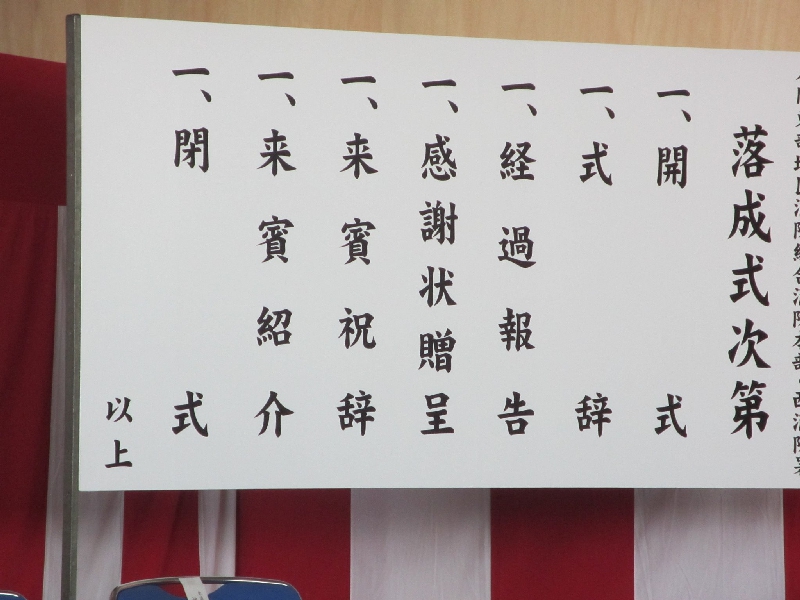 落成式次第
一、開式
一、式辞
一、経過報告
一、感謝状贈呈
一、来賓祝辞
一、来賓紹介
一、閉式
以上